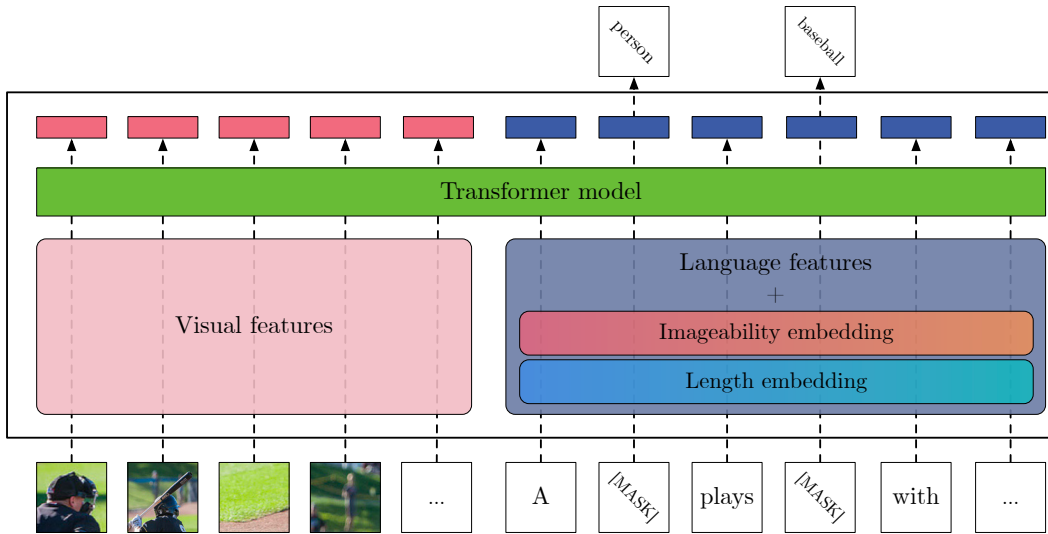 person
baseball
Transformer model
Visual features
Language features
+
Imageability embedding
Length embedding
...
A
[MASK]
plays
[MASK]
with
...